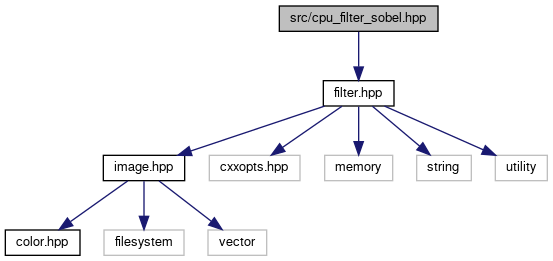 src/cpu_filter_sobel.hpp
filter.hpp
image.hpp
cxxopts.hpp
memory
string
utility
color.hpp
filesystem
vector